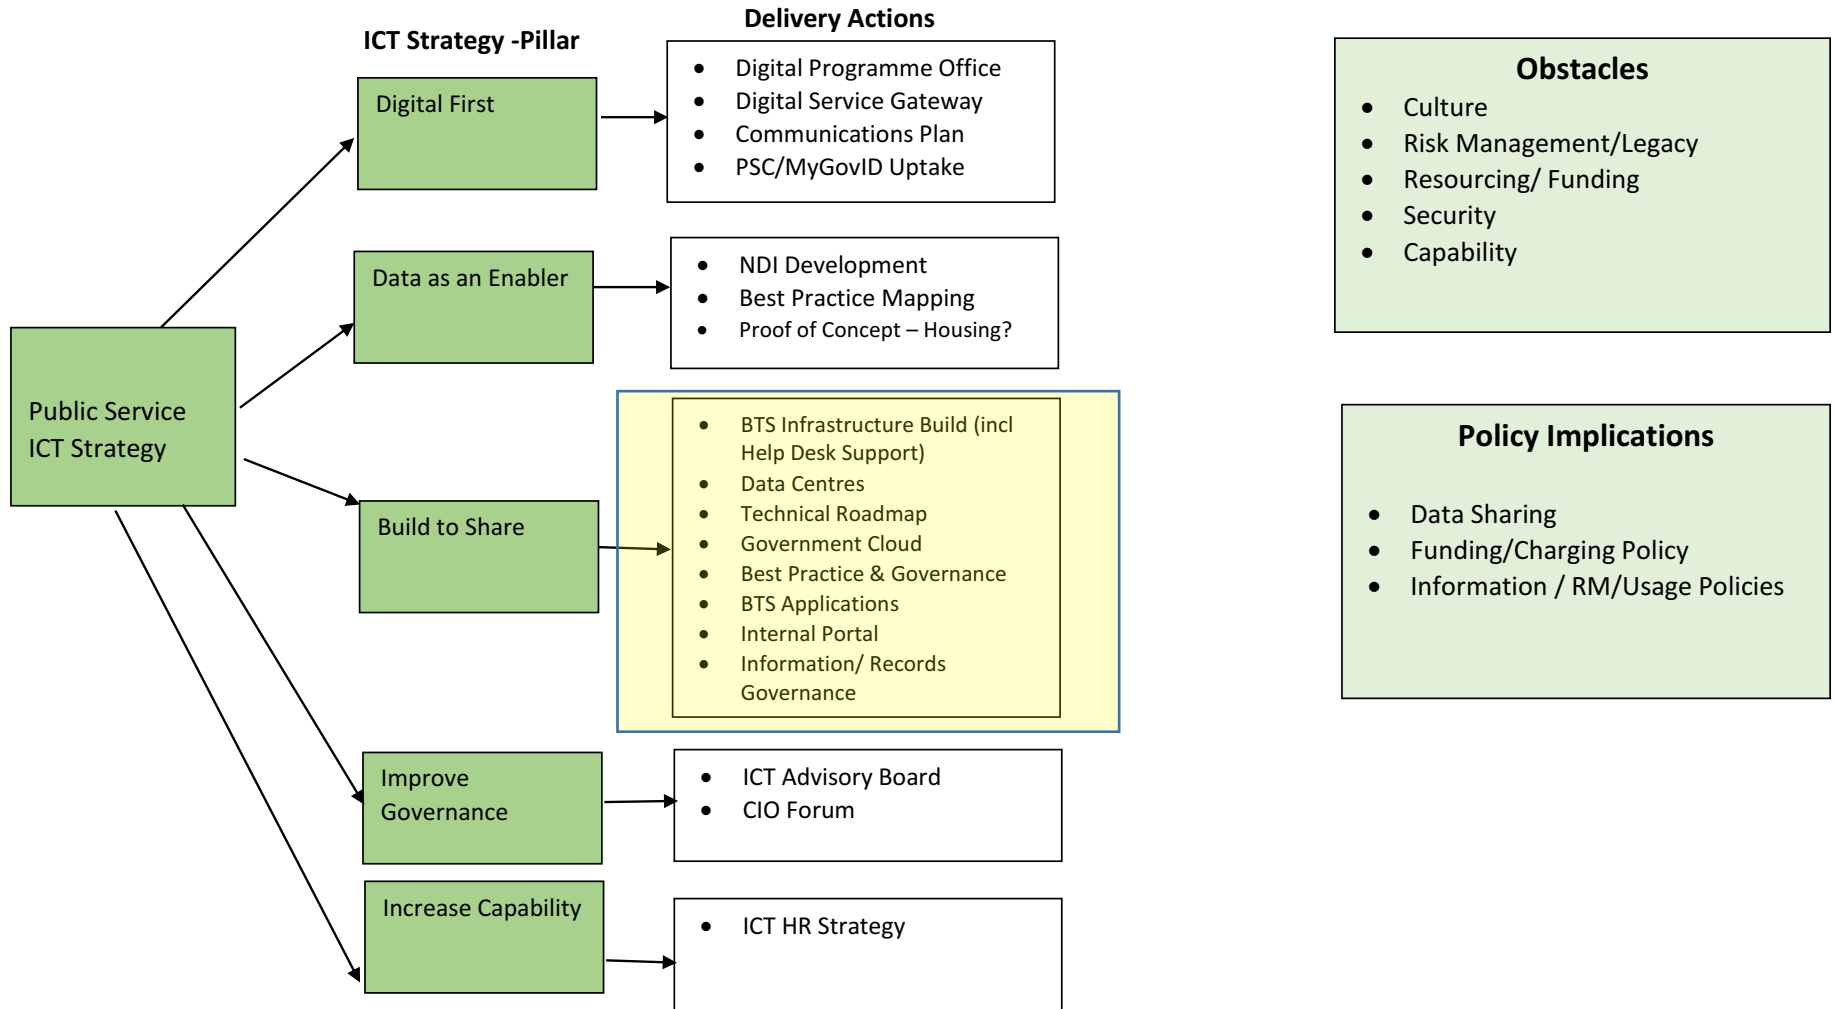 Delivery Actions
ICT Strategy -Pillar
Digital First
• Digital Programme Office
• Digital Service Gateway
• Communications Plan
• PSC/MyGovID Uptake
Data as an Enabler
• NDI Development
• Best Practice Mapping
• Proof of Concept – Housing?
Public Service
ICT Strategy
Build to Share
• BTS Infrastructure Build (incl
Help Desk Support)
• Data Centres
• Technical Roadmap
• Government Cloud
• Best Practice & Governance
• BTS Applications
• Internal Portal
• Information/ Records
Governance
Improve
Governance
• ICT Advisory Board
• CIO Forum
Increase Capability
• ICT HR Strategy
Obstacles
• Culture
• Risk Management/Legacy
• Resourcing/ Funding
• Security
• Capability
Policy Implications
• Data Sharing
• Funding/Charging Policy
• Information / RM/Usage Policies